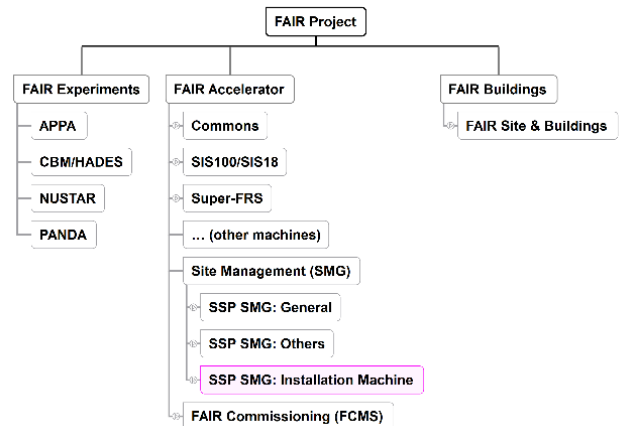 FAIR Project
FAIR Experiments
APPA
CBM/HADES
NUSTAR
PANDA
FAIR Accelerator
Commons
SIS100/SIS18
Super-FRS
... (other machines)
Site Management (SMG)
SSP SMG: General
SSP SMG: Others
SSP SMG: Installation Machine
FAIR Commissioning (FCMS)
FAIR Buildings
FAIR Site & Buildings